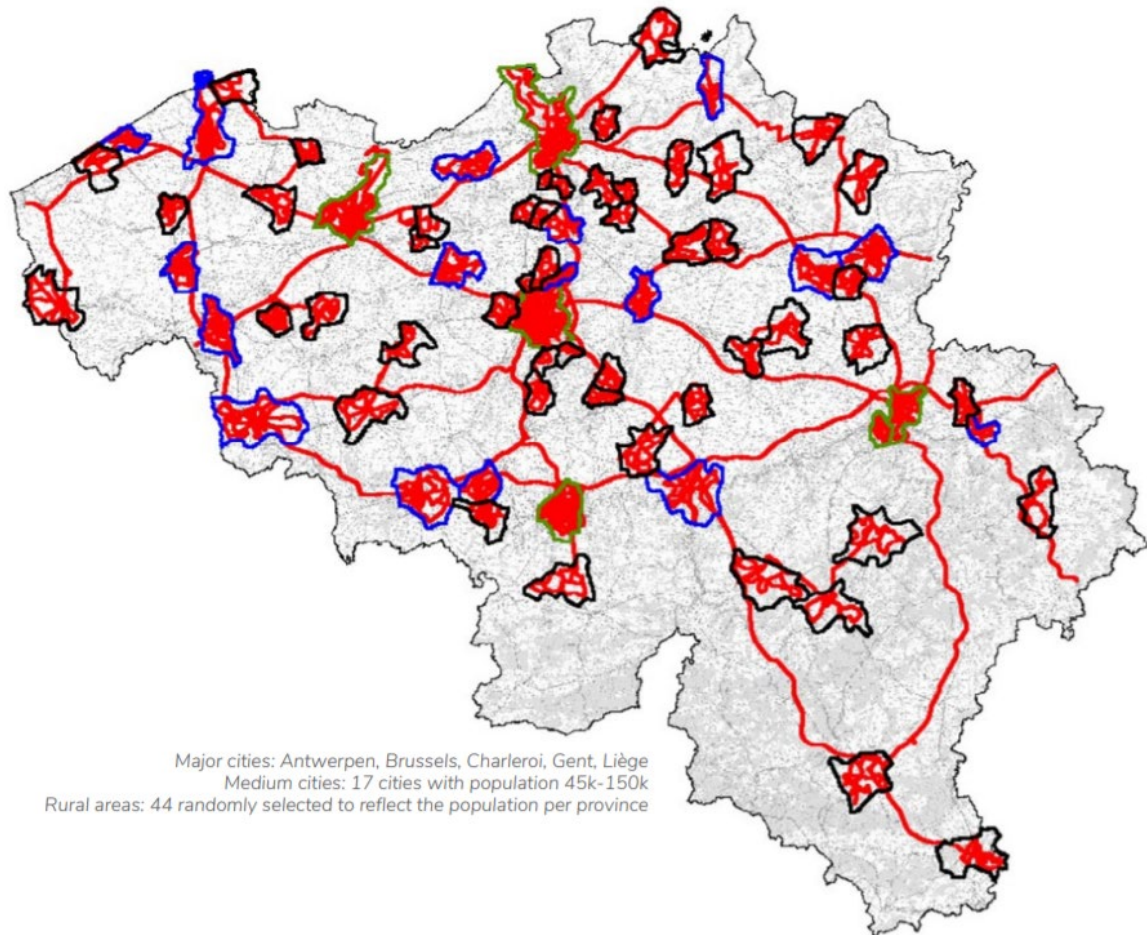 Major cities: Antwerpen, Brussels, Charleroi, Gent, Liège
Medium cities: 17 cities with population 45k-150k
Rural areas: 44 randomly selected to reflect the population per province